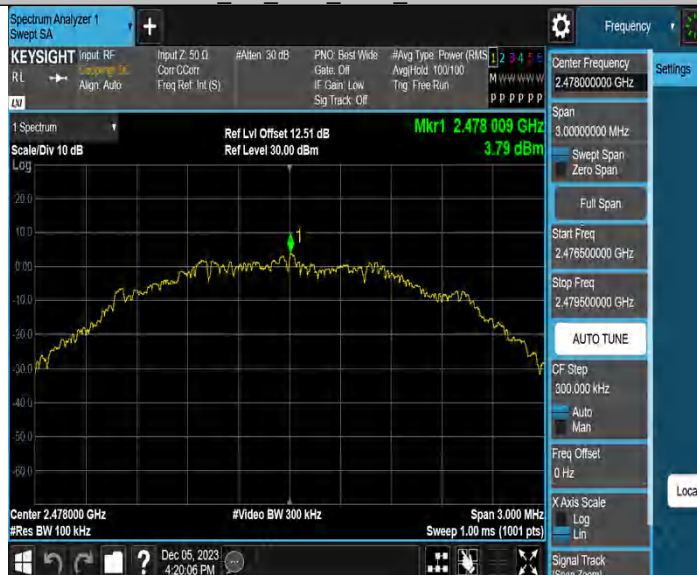 Spectrum Analyzer 1
Swept SA
Frequency
KEYSIGHT
RL
Input: RF
Coupling: DC
Align: Auto
Input Z: 50 Ω
Corr CCorr
Freq Ref: Int (S)
#Atten: 30 dB
PNO: Best Wide
Gate: Off
IF Gain: Low
Sig Track: Off
#Avg Type: Power (RMS
Avg|Hold: 100/100
Trig: Free Run
1 2 3 4 5 6
M W W W W W
P P P P P P
LXI
1 Spectrum
Scale/Div 10 dB
Ref Lvl Offset 12.51 dB
Ref Level 30.00 dBm
Mkr1 2.478 009 GHz
3.79 dBm
Log
20.0
10.0
0.00
-10.0
-20.0
-30.0
-40.0
-50.0
-60.0
1
Center 2.478000 GHz
#Res BW 100 kHz
#Video BW 300 kHz
Span 3.000 MHz
Sweep 1.00 ms (1001 pts)
Dec 05, 2023
4:20:06 PM
Center Frequency
2.478000000 GHz
Settings
Span
3.00000000 MHz
Swept Span
Zero Span
Full Span
Start Freq
2.476500000 GHz
Stop Freq
2.479500000 GHz
AUTO TUNE
CF Step
300.000 kHz
Auto
Man
Freq Offset
0 Hz
X Axis Scale
Log
Lin
Loca
Signal Track
(Span Zoom)